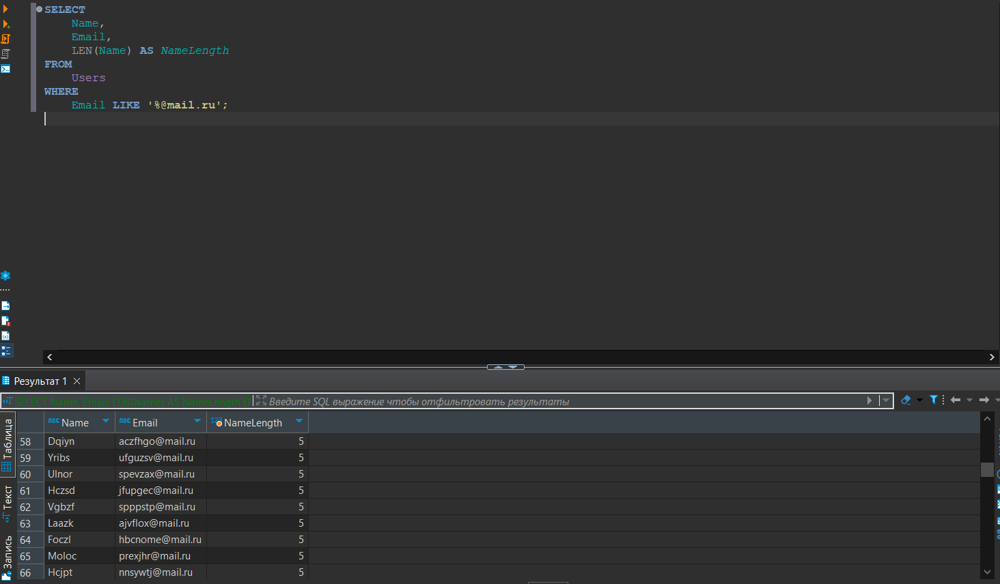 SELECT
Name,
Email,
LEN(Name) AS NameLength
FROM
Users
WHERE
Email LIKE '%@mail.ru';
Результат 1
SELECT Name, Email, LEN(Name) AS NameLength F
Введите SQL выражение чтобы отфильтровать результаты
Таблица
Текст
Запись
ABC Name ABC Email 123 NameLength
58 Dqiyn aczfhgo@mail.ru 5
59 Yribs ufguzsv@mail.ru 5
60 Ulnor spevzax@mail.ru 5
61 Hczsd jfupgec@mail.ru 5
62 Vgbzf spppstp@mail.ru 5
63 Laazk ajvflox@mail.ru 5
64 Foczl hbcnome@mail.ru 5
65 Moloc prexjhr@mail.ru 5
66 Hcjpt nnsywtj@mail.ru 5